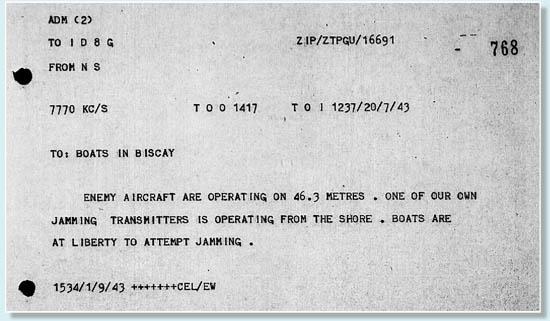 ADM (2)
TO I D 8 G ZIP/ZTPGU/16691 - 768
FROM N S
7770 KC/S T O O 1417 T O I 1237/20/7/43
TO: BOATS IN BISCAY
ENEMY AIRCRAFT ARE OPERATING ON 46.3 METRES . ONE OF OUR OWN
JAMMING TRANSMITTERS IS OPERATING FROM THE SHORE . BOATS ARE
AT LIBERTY TO ATTEMPT JAMMING .
1534/1/9/43 +++++++CEL/EW